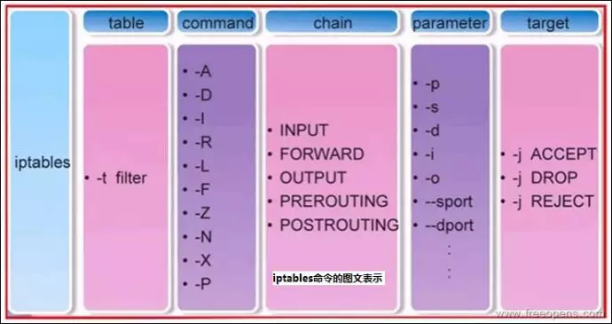 table
command
chain
parameter
target
iptables
• -t filter
• -A
• -D
• -I
• -R
• -L
• -F
• -Z
• -N
• -X
• -P
• INPUT
• FORWARD
• OUTPUT
• PREROUTING
• POSTROUTING
iptables命令的图文表示
• -p
• -s
• -d
• -i
• -o
• --sport
• --dport
:
:
• -j ACCEPT
• -j DROP
• -j REJECT
www.freeopens.com